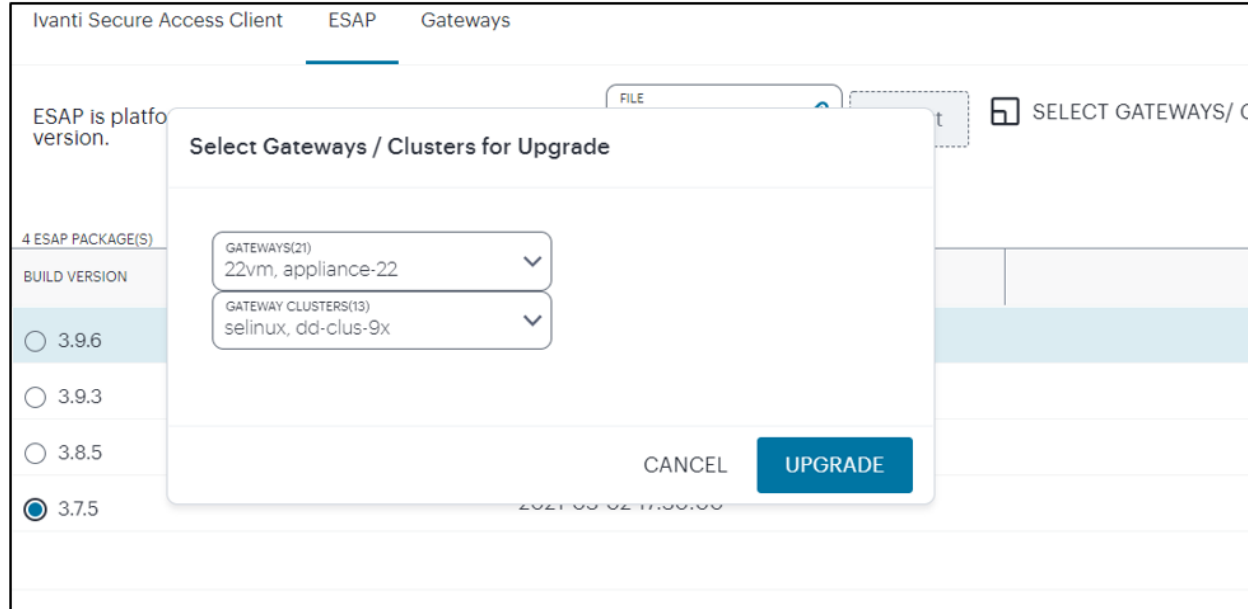 Ivanti Secure Access Client ESAP Gateways
FILE
ESAP is platfo
SELECT GATEWAYS/
version.
Select Gateways / Clusters for Upgrade
4 ESAP PACKAGE(S)
GATEWAYS(21)
22vm, appliance-22
BUILD VERSION
GATEWAY CLUSTERS(13)
selinux, dd-clus-9x
3.9.6
3.9.3
3.8.5
CANCEL UPGRADE
3.7.5